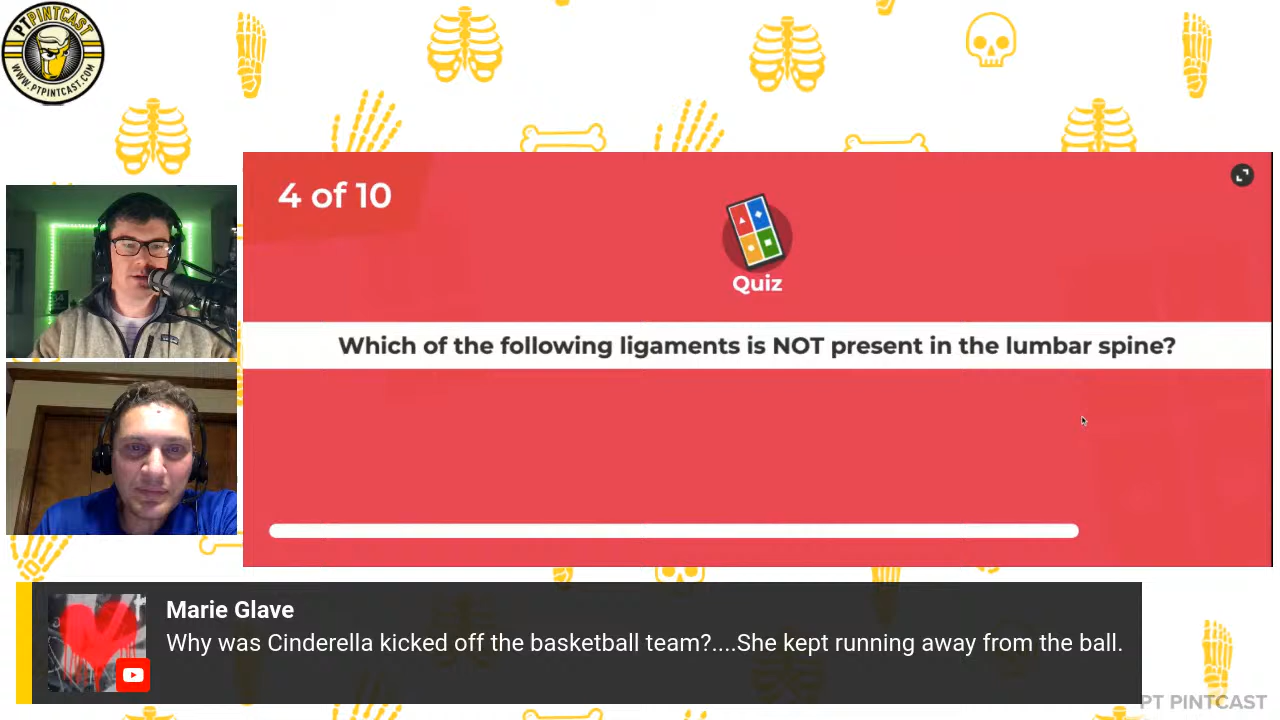 PT PINTCAST
WWW.PTPINTCAST.COM
4 of 10
Quiz
Which of the following ligaments is NOT present in the lumbar spine?
Marie Glave
Why was Cinderella kicked off the basketball team?....She kept running away from the ball.
PT PINTCAST